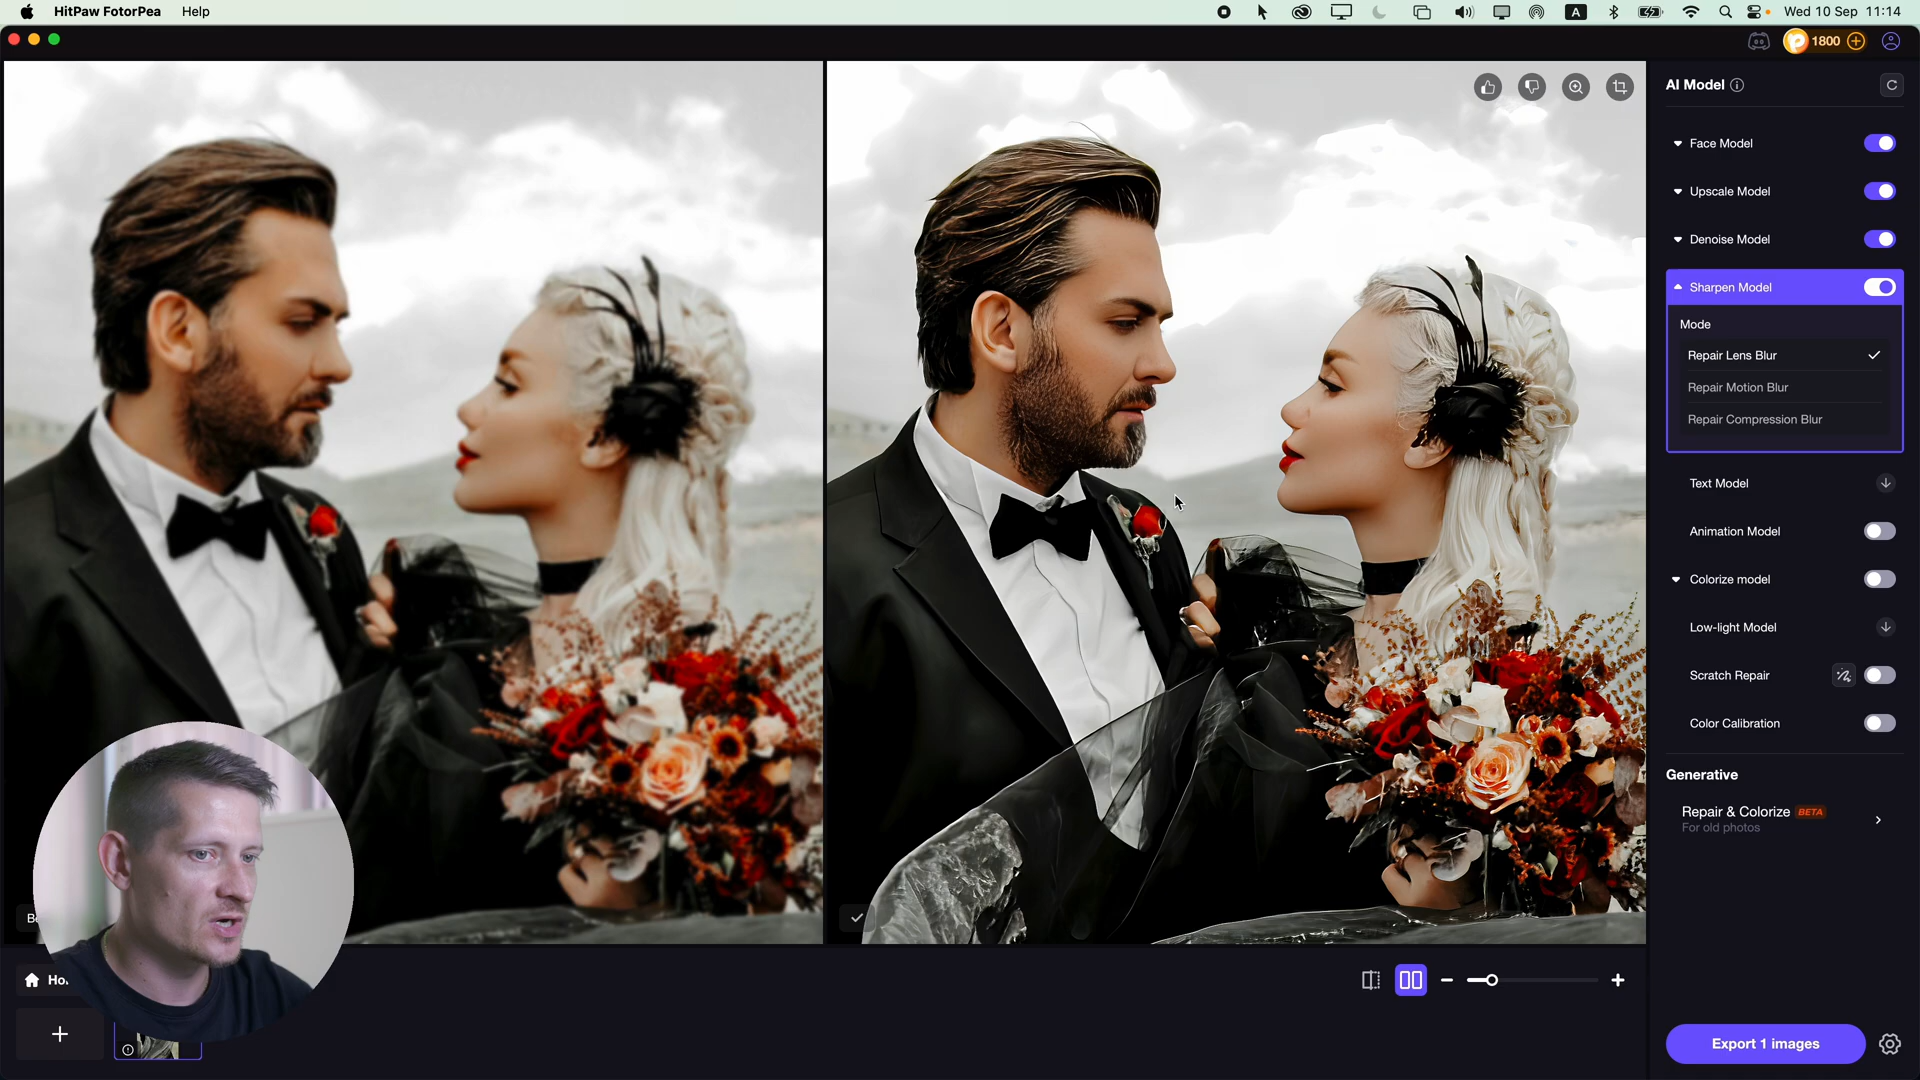 HitPaw FotorPea Help
A
Wed 10 Sep 11:14
1800
AI Model
Face Model
Upscale Model
Denoise Model
Sharpen Model
Mode
Repair Lens Blur
Repair Motion Blur
Repair Compression Blur
Text Model
Animation Model
Colorize model
Low-light Model
Scratch Repair
Color Calibration
Generative
Repair & Colorize BETA
For old photos
Export 1 images